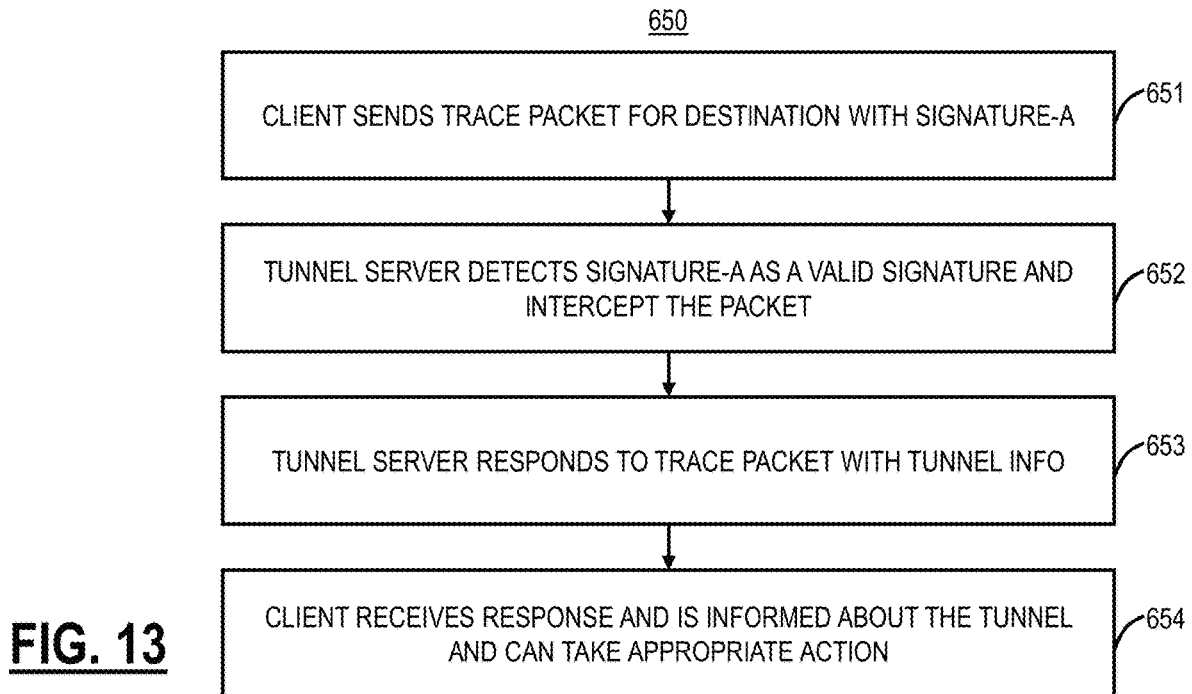 650
CLIENT SENDS TRACE PACKET FOR DESTINATION WITH SIGNATURE-A
651
TUNNEL SERVER DETECTS SIGNATURE-A AS A VALID SIGNATURE AND
INTERCEPT THE PACKET
652
TUNNEL SERVER RESPONDS TO TRACE PACKET WITH TUNNEL INFO
653
CLIENT RECEIVES RESPONSE AND IS INFORMED ABOUT THE TUNNEL
AND CAN TAKE APPROPRIATE ACTION
654
FIG. 13